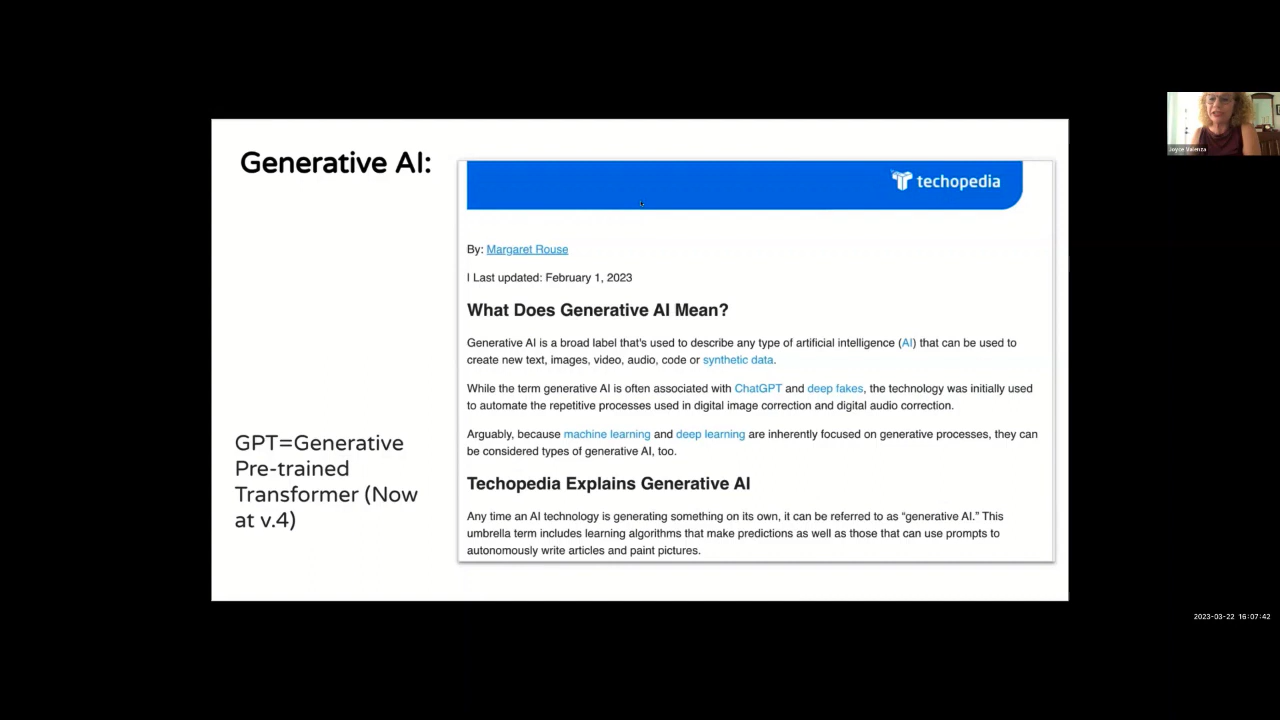 Generative AI:
techopedia
By: Margaret Rouse
| Last updated: February 1, 2023
What Does Generative AI Mean?
Generative AI is a broad label that's used to describe any type of artificial intelligence (AI) that can be used to
create new text, images, video, audio, code or synthetic data.
While the term generative AI is often associated with ChatGPT and deep fakes, the technology was initially used
to automate the repetitive processes used in digital image correction and digital audio correction.
Arguably, because machine learning and deep learning are inherently focused on generative processes, they can
be considered types of generative AI, too.
Techopedia Explains Generative AI
Any time an AI technology is generating something on its own, it can be referred to as “generative AI.” This
umbrella term includes learning algorithms that make predictions as well as those that can use prompts to
autonomously write articles and paint pictures.
GPT=Generative
Pre-trained
Transformer (Now
at v.4)
Joyce Valenza
2023-03-22 16:07:42